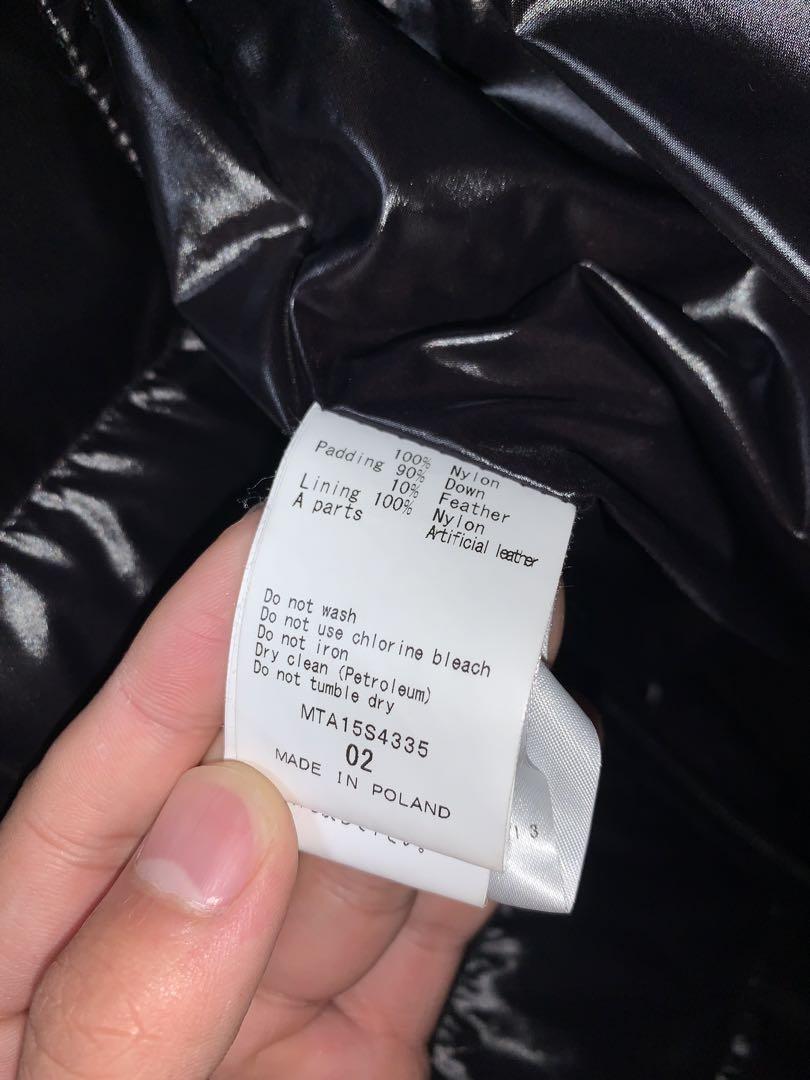 100% Nylon
Padding 90% Down
10% Feather
Lining 100% Nylon
A parts Artificial leather
Do not wash
Do not use chlorine bleach
Do not iron
Dry clean (Petroleum)
Do not tumble dry
MTA15S4335
02
MADE IN POLAND
13